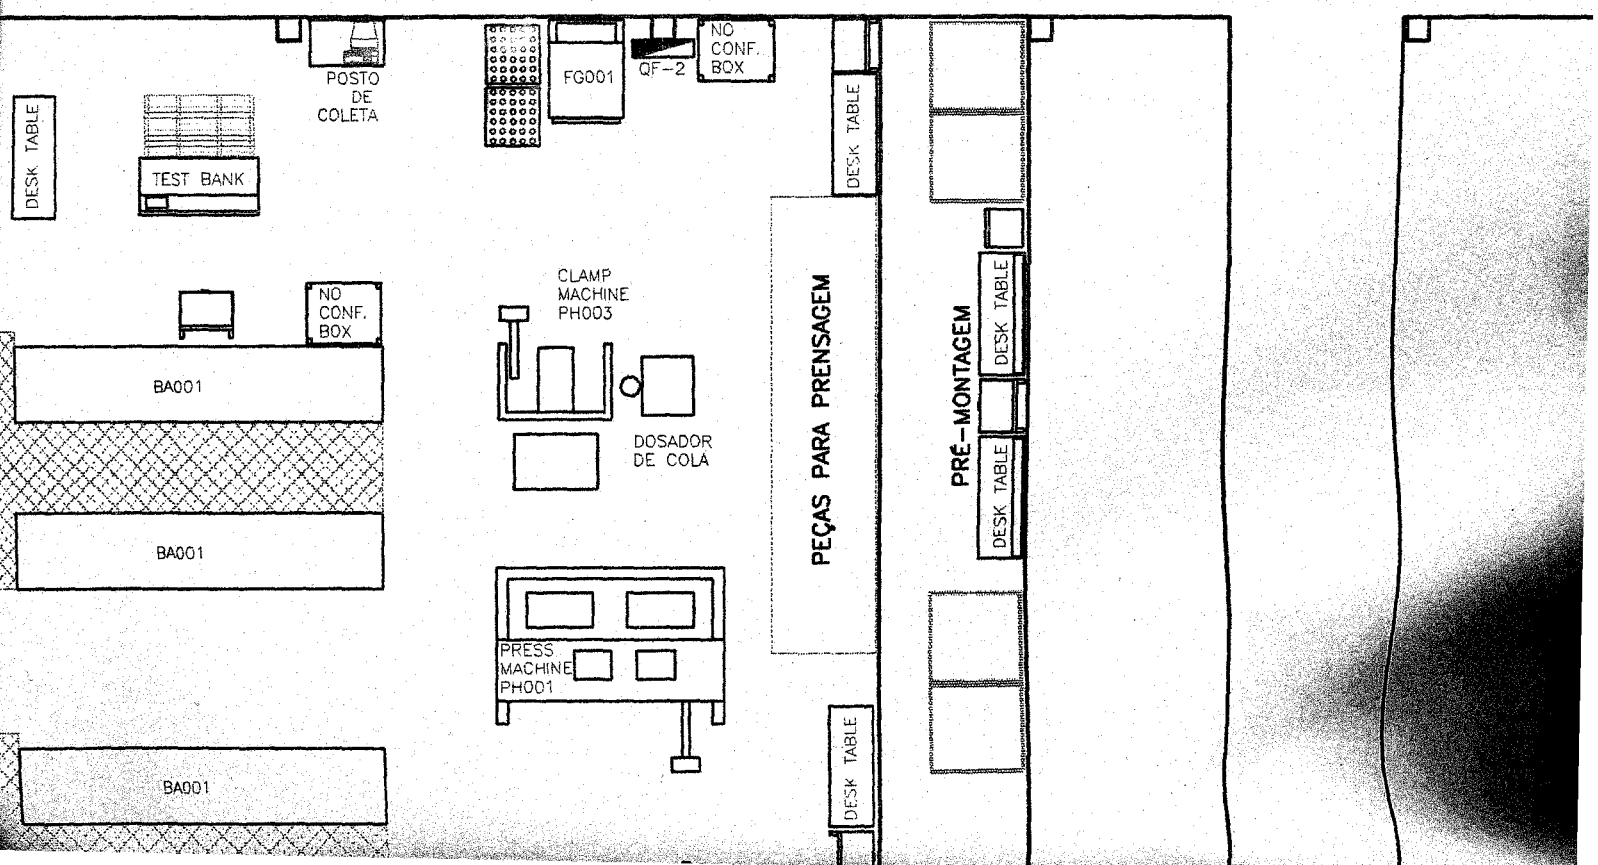 POSTO
DE
COLETA
FG001
QF-2
NO
CONF.
BOX
DESK TABLE
DESK TABLE
TEST BANK
NO
CONF.
BOX
CLAMP
MACHINE
PH003
BA001
DOSADOR
DE COLA
PEÇAS PARA PRENSAGEM
PRÉ-MONTAGEM
DESK TABLE
DESK TABLE
BA001
PRESS
MACHINE
PH001
DESK TABLE
BA001